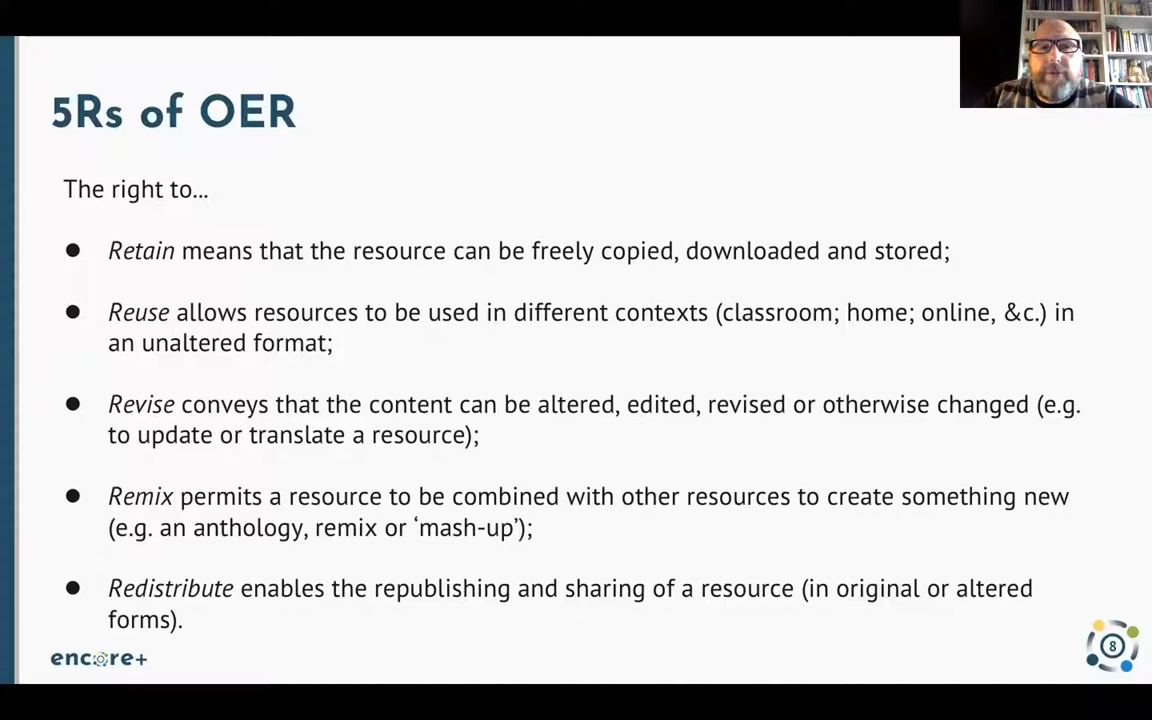 5Rs of OER
The right to...
● Retain means that the resource can be freely copied, downloaded and stored;
● Reuse allows resources to be used in different contexts (classroom; home; online, &c.) in
an unaltered format;
● Revise conveys that the content can be altered, edited, revised or otherwise changed (e.g.
to update or translate a resource);
● Remix permits a resource to be combined with other resources to create something new
(e.g. an anthology, remix or ‘mash-up’);
● Redistribute enables the republishing and sharing of a resource (in original or altered
forms).
encore+
8